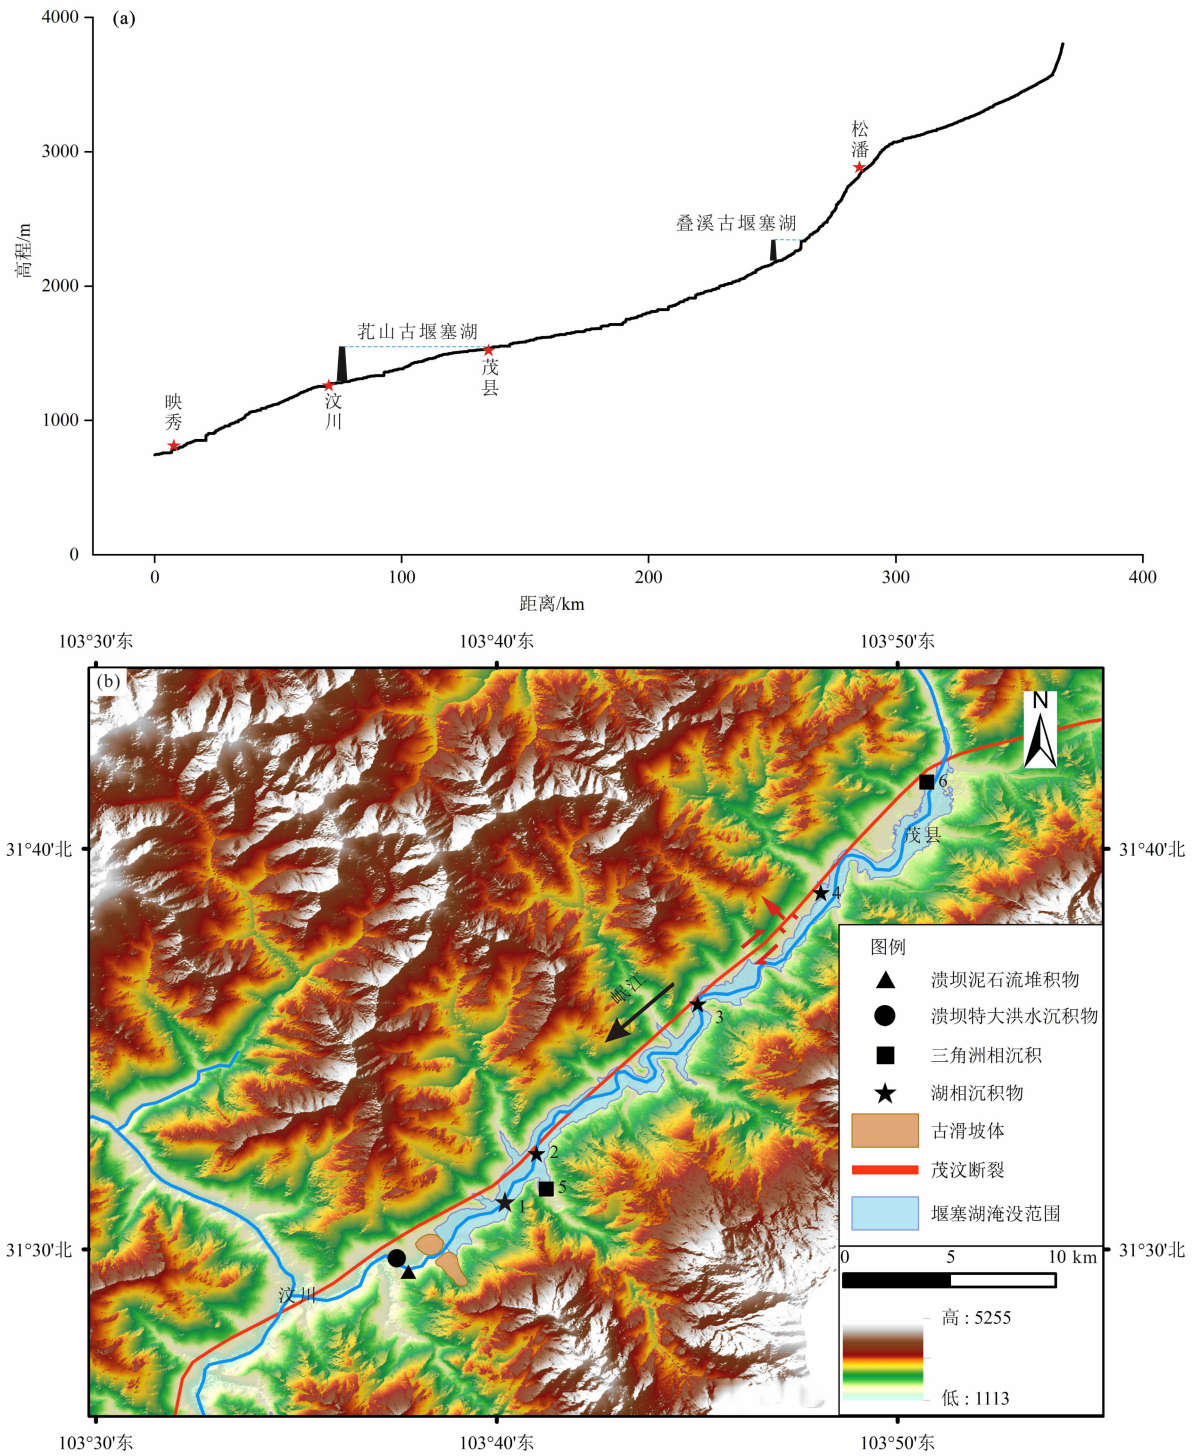 (a)
4000
3000
2000
1000
0
高程/m
松潘
叠溪古堰塞湖
茂县
汶川
映秀
0
100
200
300
400
距离/km
103°30'东
103°40'东
103°50'东
(b)
N
6
茂县
31°40'北
31°40'北
4
岷江
3
2
5
1
31°30'北
31°30'北
汶川
图例
溃坝泥石流堆积物
溃坝特大洪水沉积物
三角洲相沉积
湖相沉积物
古滑坡体
茂汶断裂
堰塞湖淹没范围
0
5
10 km
高：5255
低：1113
103°30'东
103°40'东
103°50'东